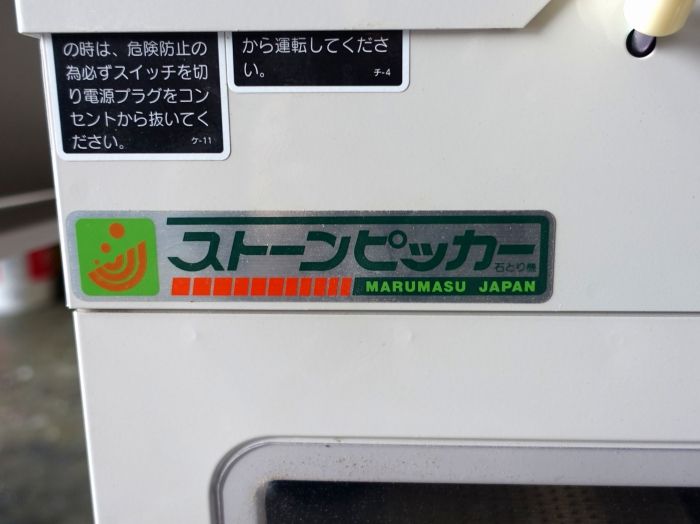 の時は、危険防止の
為必ずスイッチを切
り電源プラグをコン
セントから抜いてく
ださい。
ケ-11
から運転してくださ
い。
チ-4
ストーンピッカー
石とり機
MARUMASU JAPAN